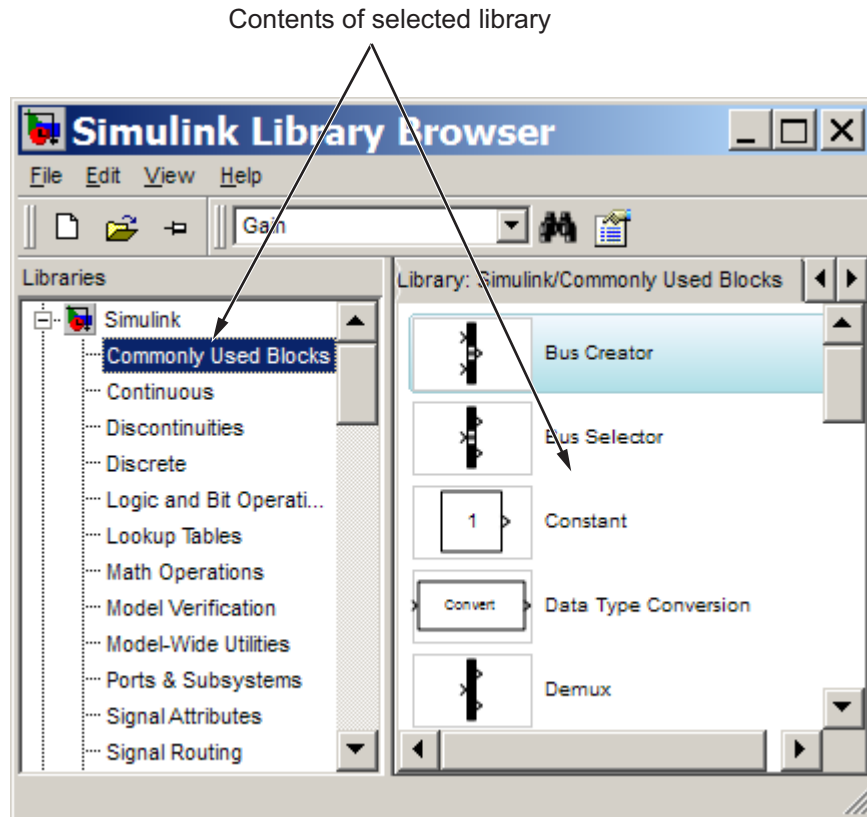 Contents of selected library
Simulink Library Browser
File Edit View Help
Gain
Libraries
Library: Simulink/Commonly Used Blocks
Simulink
Commonly Used Blocks
Continuous
Discontinuities
Discrete
Logic and Bit Operati...
Lookup Tables
Math Operations
Model Verification
Model-Wide Utilities
Ports & Subsystems
Signal Attributes
Signal Routing
Bus Creator
Bus Selector
1 Constant
Convert Data Type Conversion
Demux